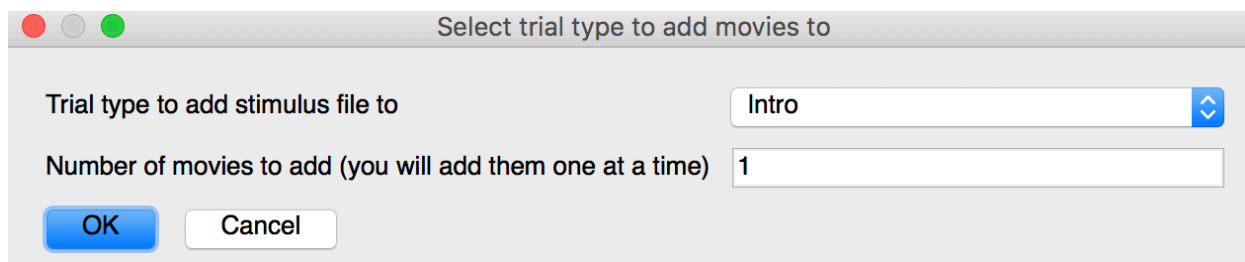 Select trial type to add movies to
Trial type to add stimulus file to Intro
Number of movies to add (you will add them one at a time) 1
OK Cancel